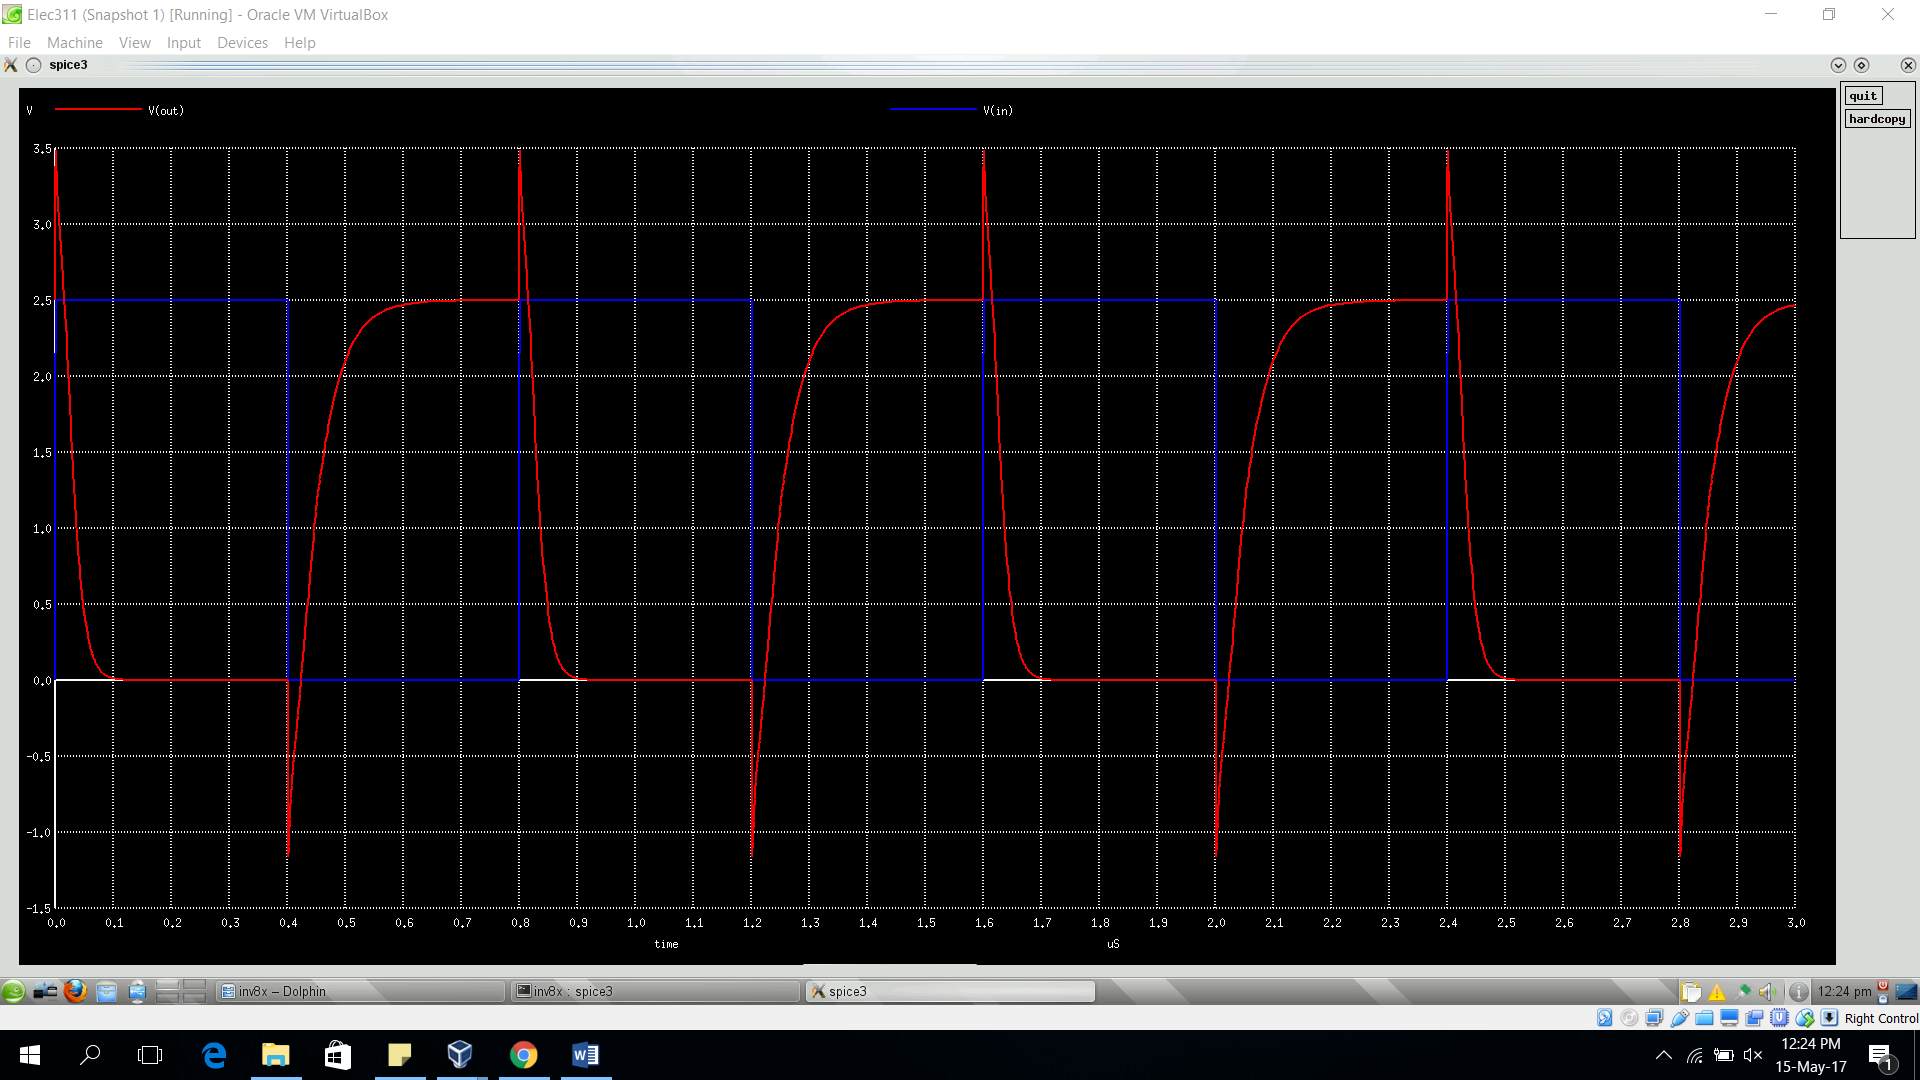 Elec311 (Snapshot 1) [Running] - Oracle VM VirtualBox
File Machine View Input Devices Help
spice3
quit
hardcopy
V V(out) V(in)
3.5
3.0
2.5
2.0
1.5
1.0
0.5
0.0
-0.5
-1.0
-1.5
0.0 0.1 0.2 0.3 0.4 0.5 0.6 0.7 0.8 0.9 1.0 1.1 1.2 1.3 1.4 1.5 1.6 1.7 1.8 1.9 2.0 2.1 2.2 2.3 2.4 2.5 2.6 2.7 2.8 2.9 3.0
time uS
inv8x – Dolphin inv8x : spice3 spice3 12:24 pm
Right Control
12:24 PM
15-May-17
1